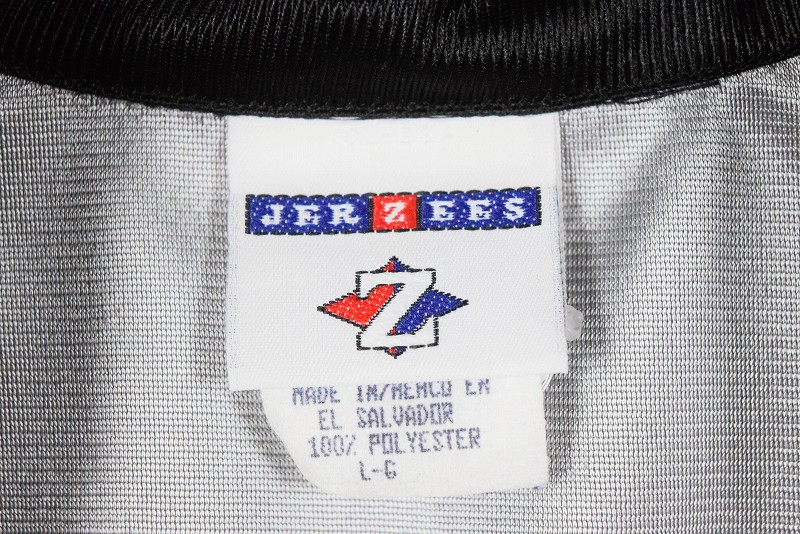 JERZEES
Z
MADE IN/HECHO EN
EL SALVADOR
100% POLYESTER
L-G